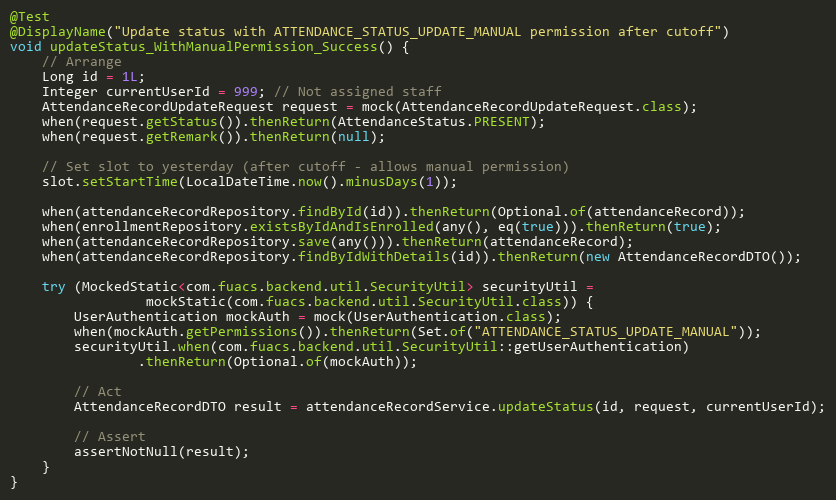 @Test
@DisplayName("Update status with ATTENDANCE_STATUS_UPDATE_MANUAL permission after cutoff")
void updateStatus_WithManualPermission_Success() {
    // Arrange
    Long id = 1L;
    Integer currentUserId = 999; // Not assigned staff
    AttendanceRecordUpdateRequest request = mock(AttendanceRecordUpdateRequest.class);
    when(request.getStatus()).thenReturn(AttendanceStatus.PRESENT);
    when(request.getRemark()).thenReturn(null);

    // Set slot to yesterday (after cutoff - allows manual permission)
    slot.setStartTime(LocalDateTime.now().minusDays(1));

    when(attendanceRecordRepository.findById(id)).thenReturn(Optional.of(attendanceRecord));
    when(enrollmentRepository.existsByIdAndIsEnrolled(any(), eq(true))).thenReturn(true);
    when(attendanceRecordRepository.save(any())).thenReturn(attendanceRecord);
    when(attendanceRecordRepository.findByIdWithDetails(id)).thenReturn(new AttendanceRecordDTO());

    try (MockedStatic<com.fuacs.backend.util.SecurityUtil> securityUtil =
                 mockStatic(com.fuacs.backend.util.SecurityUtil.class)) {
        UserAuthentication mockAuth = mock(UserAuthentication.class);
        when(mockAuth.getPermissions()).thenReturn(Set.of("ATTENDANCE_STATUS_UPDATE_MANUAL"));
        securityUtil.when(com.fuacs.backend.util.SecurityUtil::getUserAuthentication)
                .thenReturn(Optional.of(mockAuth));

        // Act
        AttendanceRecordDTO result = attendanceRecordService.updateStatus(id, request, currentUserId);

        // Assert
        assertNotNull(result);
    }
}